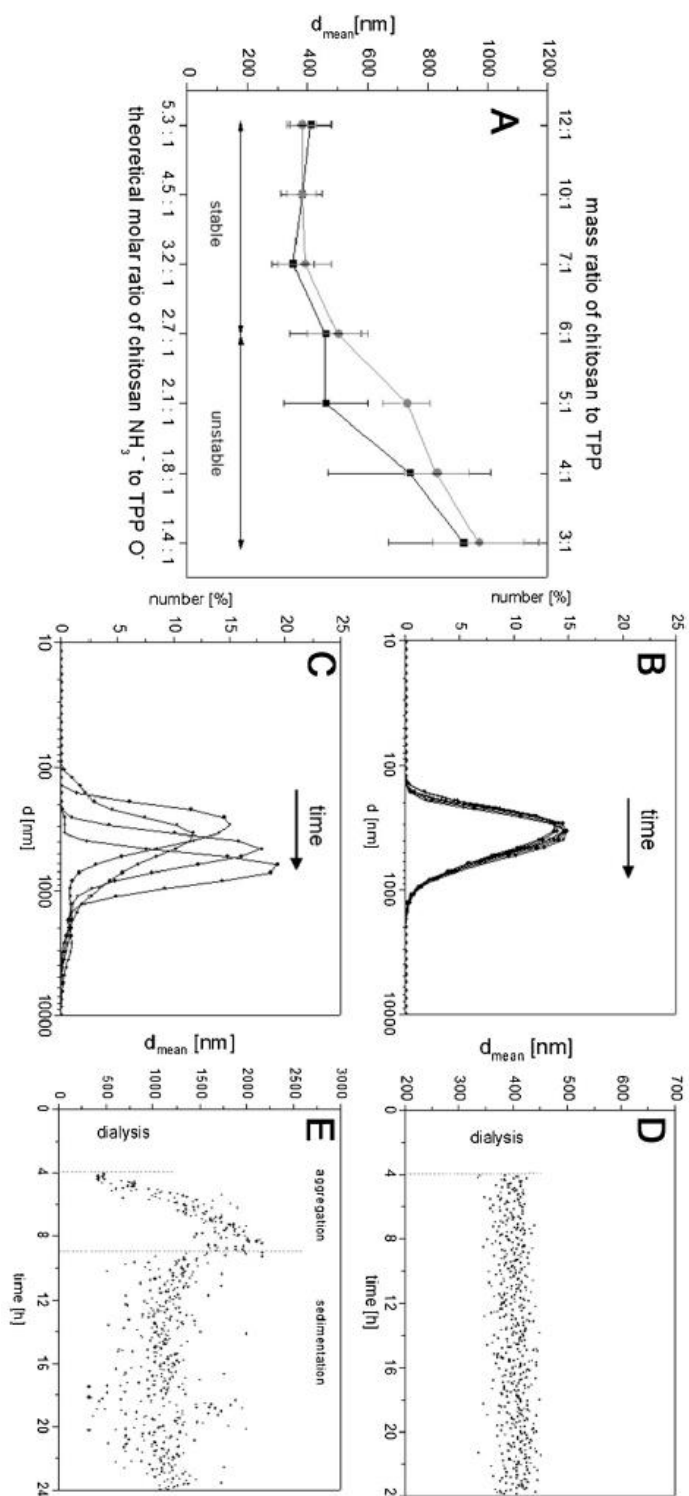 mass ratio of chitosan to TPP
12:1 10:1 7:1 6:1 5:1 4:1 3:1
A
1200
1000
800
600
400
200
0
d_mean[nm]
stable
unstable
5.3 : 1 4.5 : 1 3.2 : 1 2.7 : 1 2.1 : 1 1.8 : 1 1.4 : 1
theoretical molar ratio of chitosan NH₃⁻ to TPP O⁻
B
time
25
20
15
10
5
0
number [%]
10 100 1000
d [nm]
C
time
25
20
15
10
5
0
number [%]
10 100 1000 10000
d [nm]
D
700
600
500
400
300
200
d_mean [nm]
dialysis
0 4 8 12 16 20 2
time [h]
E
aggregation
sedimentation
3000
2500
2000
1500
1000
500
0
d_mean [nm]
dialysis
0 4 8 12 16 20 24
time [h]